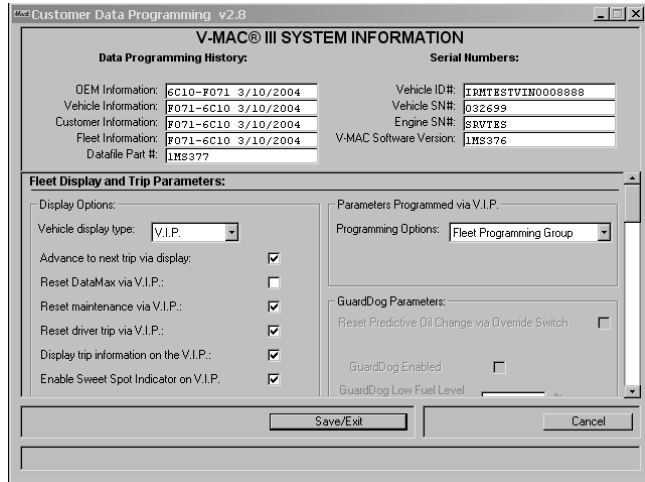 Mack Customer Data Programming v2.8
V-MAC® III SYSTEM INFORMATION
Data Programming History:
Serial Numbers:
OEM Information: 6C10-F071 3/10/2004
Vehicle Information: F071-6C10 3/10/2004
Customer Information: F071-6C10 3/10/2004
Fleet Information: F071-6C10 3/10/2004
Datafile Part #: 1MS377
Vehicle ID#: IRMTESTVIN0008888
Vehicle SN#: 032699
Engine SN#: SRVTES
V-MAC Software Version: 1MS376
Fleet Display and Trip Parameters:
Display Options:
Vehicle display type: V.I.P.
Advance to next trip via display:
Reset DataMax via V.I.P.:
Reset maintenance via V.I.P.:
Reset driver trip via V.I.P.:
Display trip information on the V.I.P.:
Enable Sweet Spot Indicator on V.I.P.
Parameters Programmed via V.I.P.
Programming Options: Fleet Programming Group
GuardDog Parameters:
Reset Predictive Oil Change via Override Switch
GuardDog Enabled
GuardDog Low Fuel Level
Save/Exit
Cancel